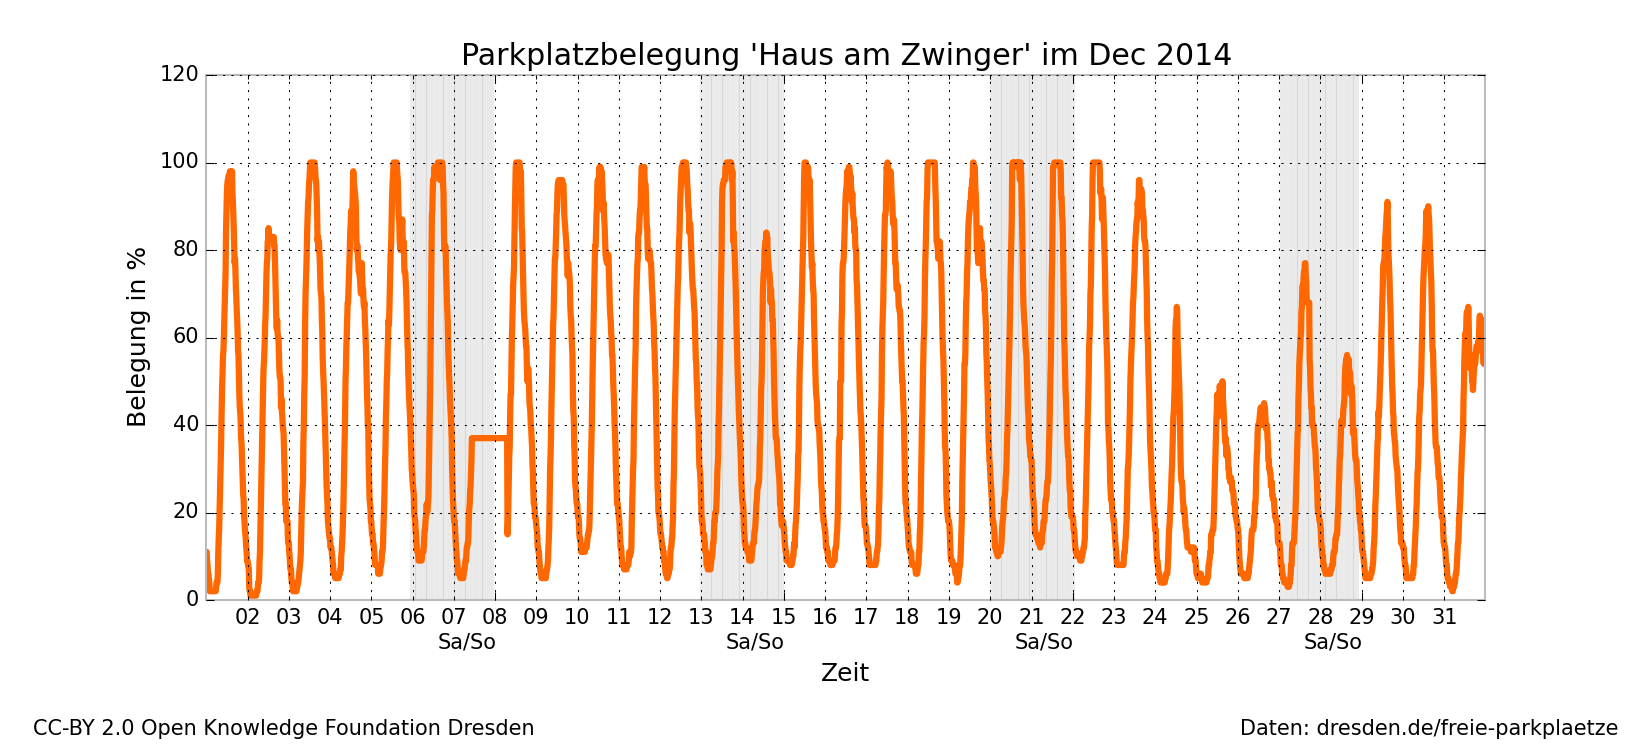 Parkplatzbelegung 'Haus am Zwinger' im Dec 2014
120
100
80
60
40
20
0
Belegung in %
02 03 04 05 06 07 08 09 10 11 12 13 14 15 16 17 18 19 20 21 22 23 24 25 26 27 28 29 30 31
Sa/So Sa/So Sa/So Sa/So
Zeit
CC-BY 2.0 Open Knowledge Foundation Dresden
Daten: dresden.de/freie-parkplaetze